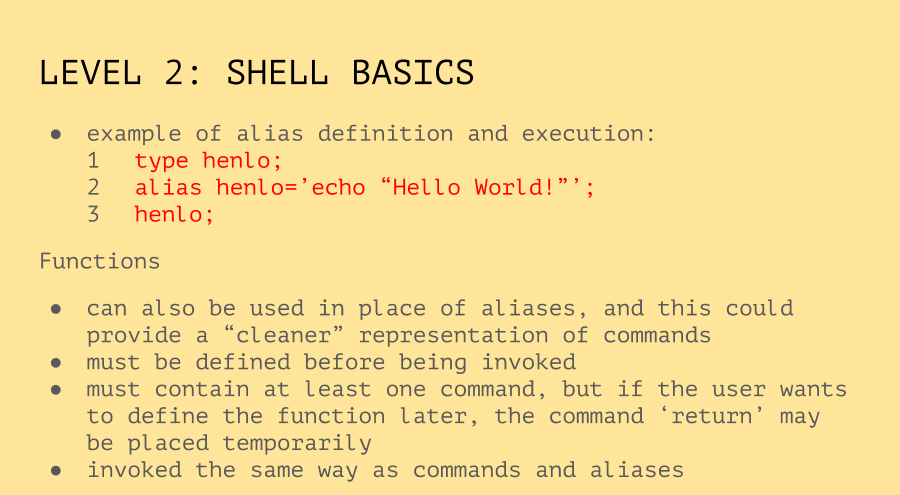 LEVEL 2: SHELL BASICS
● example of alias definition and execution:
1 type henlo;
2 alias henlo=’echo “Hello World!”’;
3 henlo;
Functions
● can also be used in place of aliases, and this could
provide a “cleaner” representation of commands
● must be defined before being invoked
● must contain at least one command, but if the user wants
to define the function later, the command ‘return’ may
be placed temporarily
● invoked the same way as commands and aliases